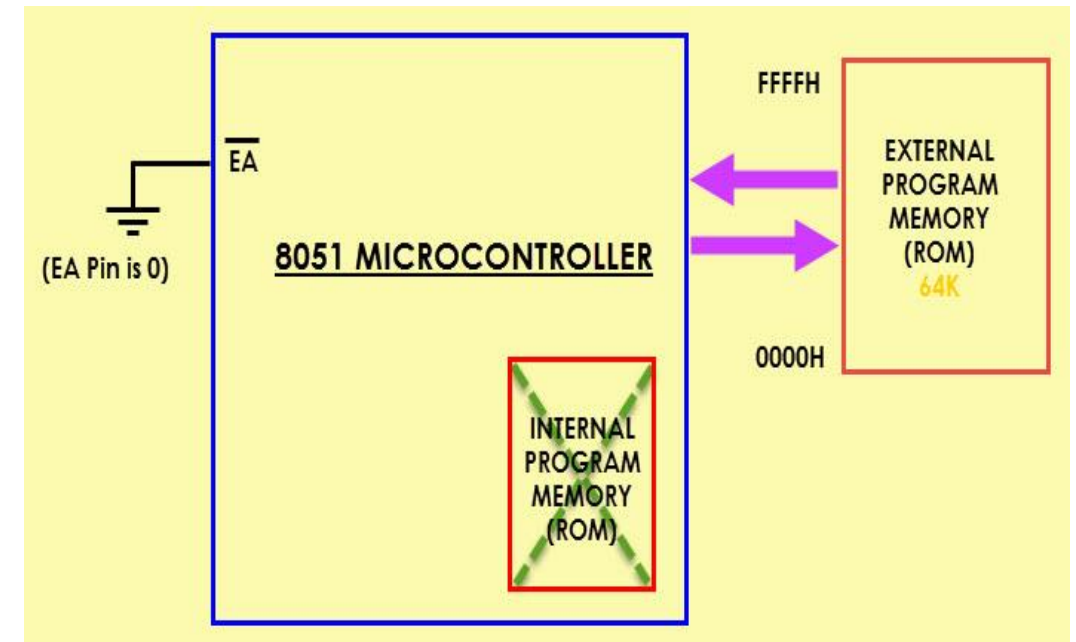 EA
(EA Pin is 0)
8051 MICROCONTROLLER
INTERNAL
PROGRAM
MEMORY
(ROM)
FFFFH
0000H
EXTERNAL
PROGRAM
MEMORY
(ROM)
64K